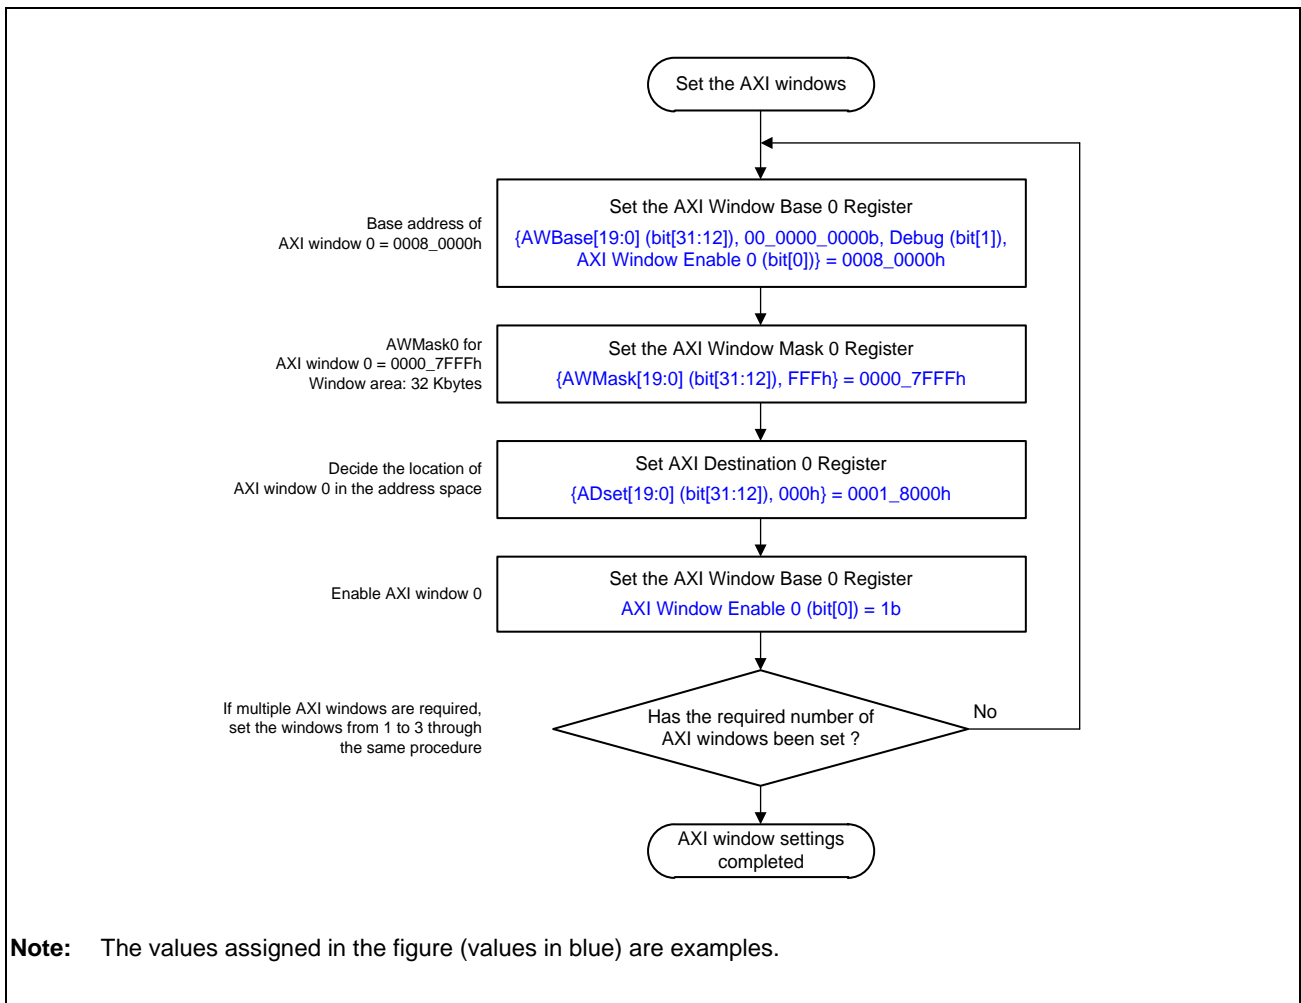 Set the AXI windows
Base address of
AXI window 0 = 0008_0000h
Set the AXI Window Base 0 Register
{AWBase[19:0] (bit[31:12]), 00_0000_0000b, Debug (bit[1]),
AXI Window Enable 0 (bit[0])} = 0008_0000h
AWMask0 for
AXI window 0 = 0000_7FFFh
Window area: 32 Kbytes
Set the AXI Window Mask 0 Register
{AWMask[19:0] (bit[31:12]), FFFh} = 0000_7FFFh
Decide the location of
AXI window 0 in the address space
Set AXI Destination 0 Register
{ADset[19:0] (bit[31:12]), 000h} = 0001_8000h
Enable AXI window 0
Set the AXI Window Base 0 Register
AXI Window Enable 0 (bit[0]) = 1b
If multiple AXI windows are required,
set the windows from 1 to 3 through
the same procedure
Has the required number of
AXI windows been set ?
No
AXI window settings
completed
Note: The values assigned in the figure (values in blue) are examples.